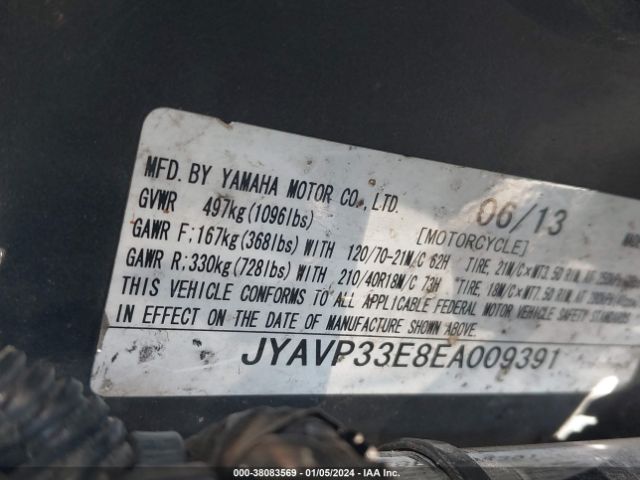 MFD. BY YAMAHA MOTOR CO., LTD. 06/13
GVWR 497kg(1096lbs) [MOTORCYCLE]
GAWR F:167kg(368lbs) WITH 120/70-21M/C 62H TIRE, 21M/C×MT3.50 RIM, AT
GAWR R:330kg(728lbs) WITH 210/40R18M/C 73H TIRE, 18M/C×MT7.50 RIM, AT
THIS VEHICLE CONFORMS TO ALL APPLICABLE FEDERAL MOTOR VEHICLE SAFETY STANDARDS
IN EFFECT ON THE DATE OF MANUFACTURE SHOWN ABOVE.
JYAVP33E8EA009391
000-38083569 - 01/05/2024 - IAA Inc.